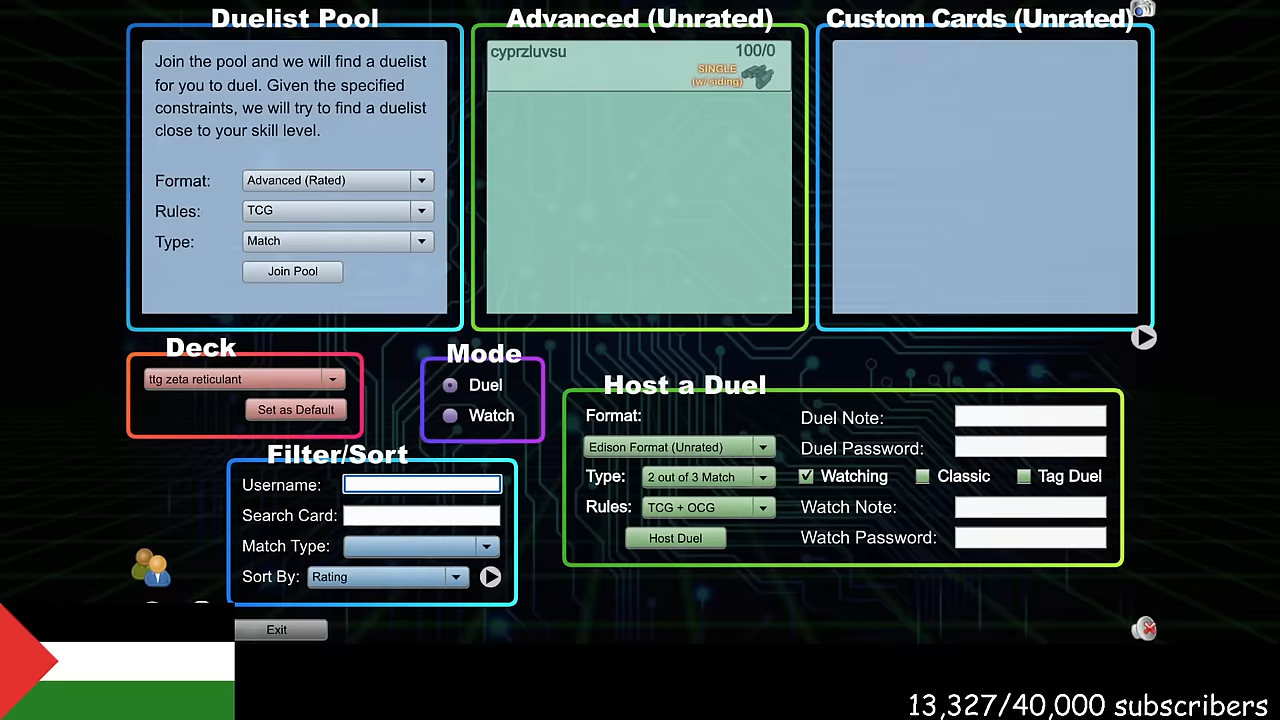 Duelist Pool
Join the pool and we will find a duelist
for you to duel. Given the specified
constraints, we will try to find a duelist
close to your skill level.
Format: Advanced (Rated)
Rules: TCG
Type: Match
Join Pool
Advanced (Unrated)
cyprzluvsu 100/0
SINGLE
(w/ siding)
Custom Cards (Unrated)
Deck
ttg zeta reticulant
Set as Default
Mode
Duel
Watch
Filter/Sort
Username:
Search Card:
Match Type:
Sort By: Rating
Host a Duel
Format:
Edison Format (Unrated)
Type: 2 out of 3 Match
Rules: TCG + OCG
Host Duel
Duel Note:
Duel Password:
Watching Classic Tag Duel
Watch Note:
Watch Password:
Exit
13,327/40,000 subscribers